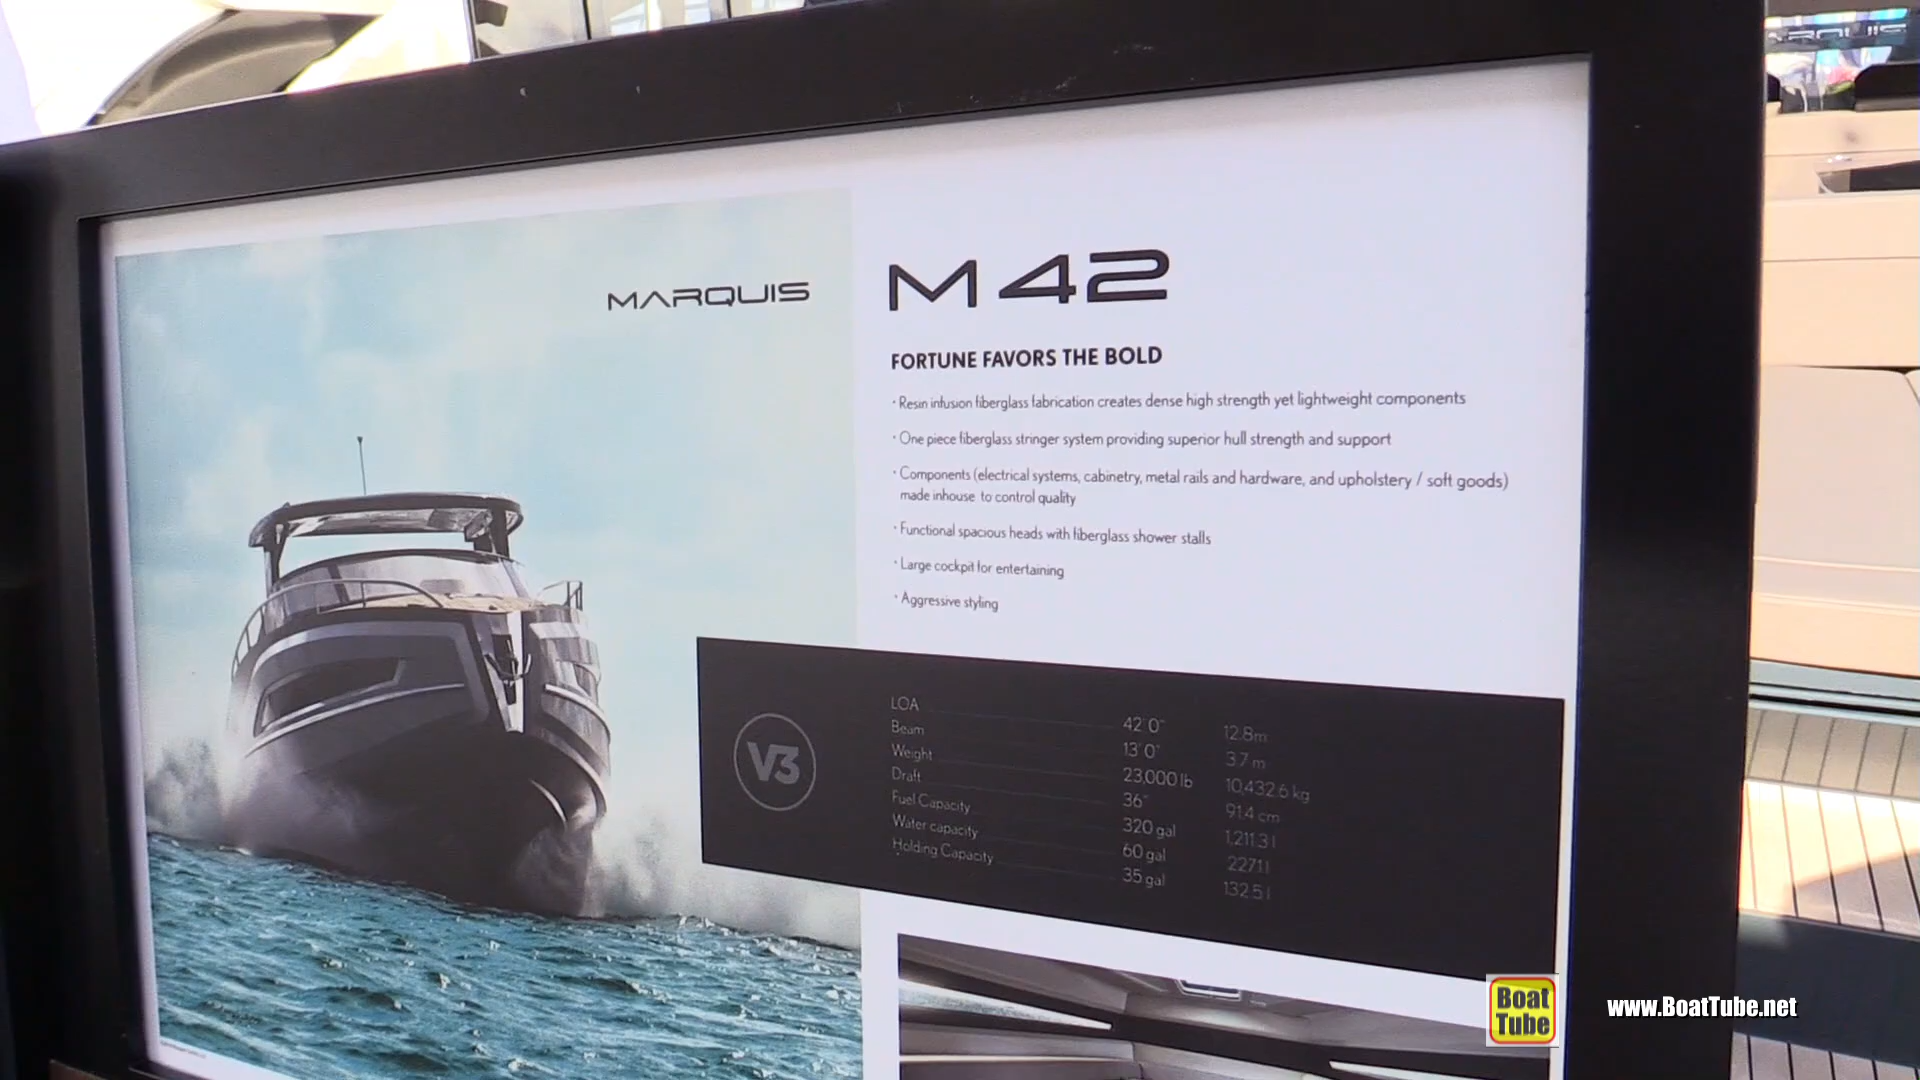 MARQUIS
MARQUIS
M42
FORTUNE FAVORS THE BOLD
· Resin infusion fiberglass fabrication creates dense high strength yet lightweight components
· One piece fiberglass stringer system providing superior hull strength and support
· Components (electrical systems, cabinetry, metal rails and hardware, and upholstery / soft goods)
made inhouse to control quality
· Functional spacious heads with fiberglass shower stalls
· Large cockpit for entertaining
· Aggressive styling
V3
LOA 42'0" 12.8m
Beam 13'0" 3.7 m
Weight 23,000 lb 10,432.6 kg
Draft 36" 91.4 cm
Fuel Capacity 320 gal 1,211.3 l
Water capacity 60 gal 227.1 l
Holding Capacity 35 gal 132.5 l
Boat
Tube
www.BoatTube.net